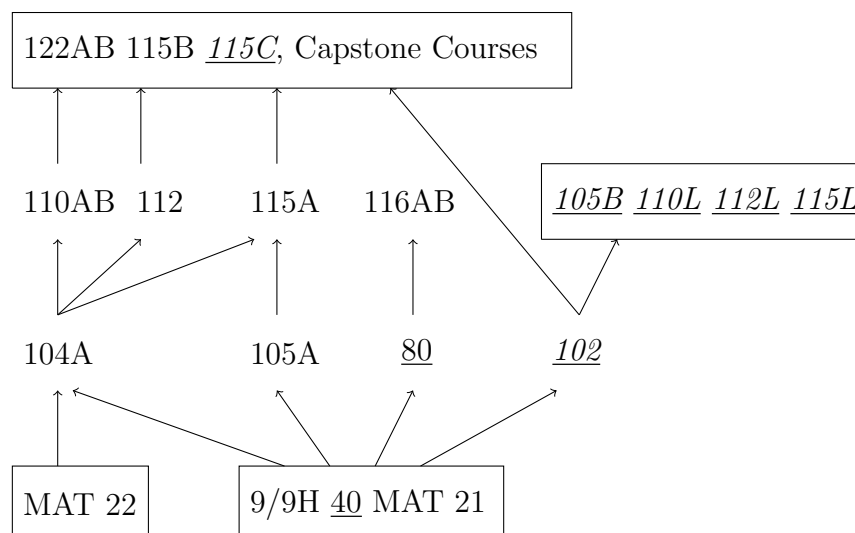 122AB 115B 115C, Capstone Courses
110AB 112 115A 116AB 105B 110L 112L 115L
104A 105A 80 102
MAT 22 9/9H 40 MAT 21